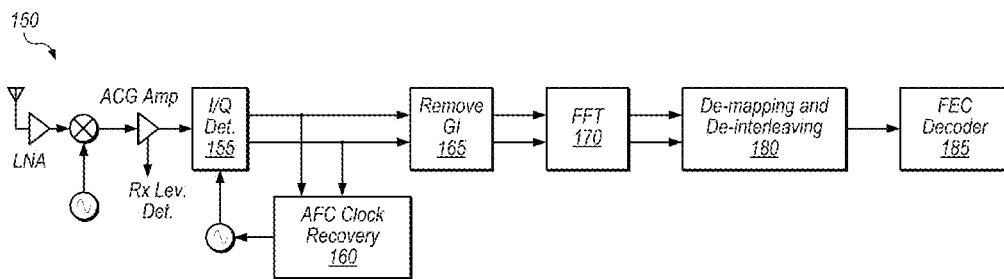 150
ACG Amp
LNA
Rx Lev.
Det.
I/Q
Det.
155
AFC Clock
Recovery
160
Remove
GI
165
FFT
170
De-mapping and
De-interleaving
180
FEC
Decoder
185